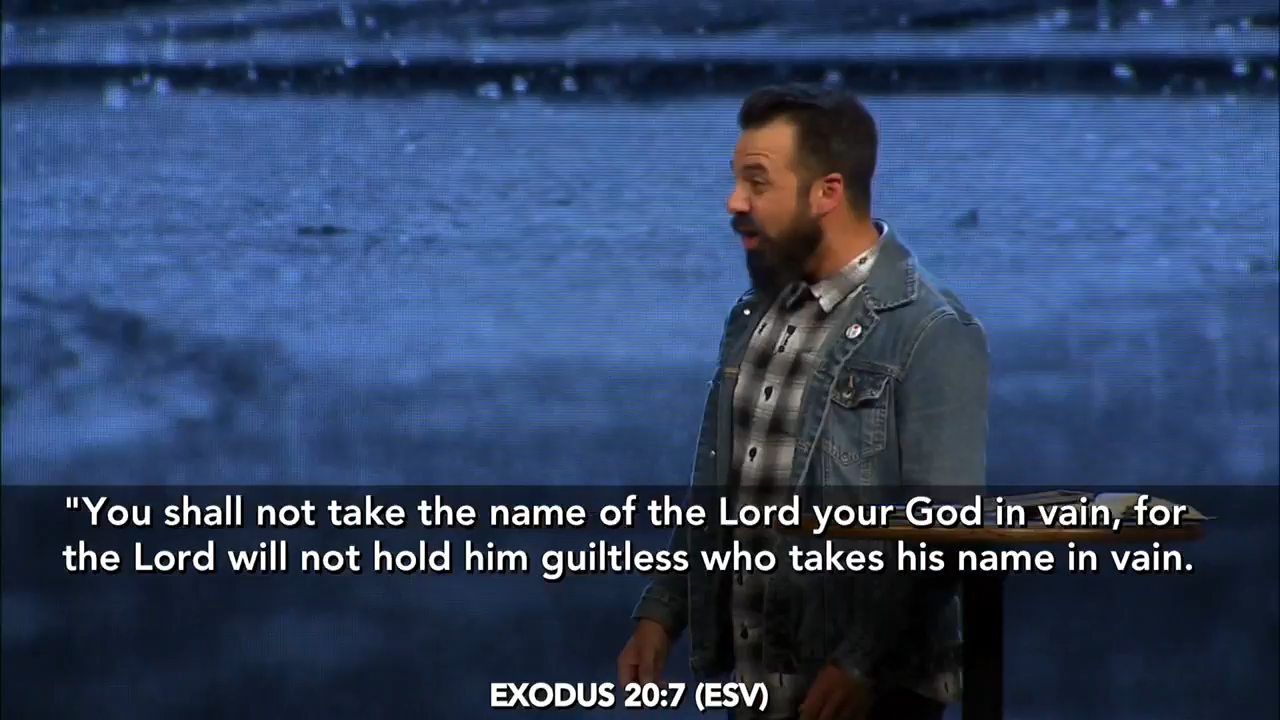 "You shall not take the name of the Lord your God in vain, for
the Lord will not hold him guiltless who takes his name in vain.
EXODUS 20:7 (ESV)